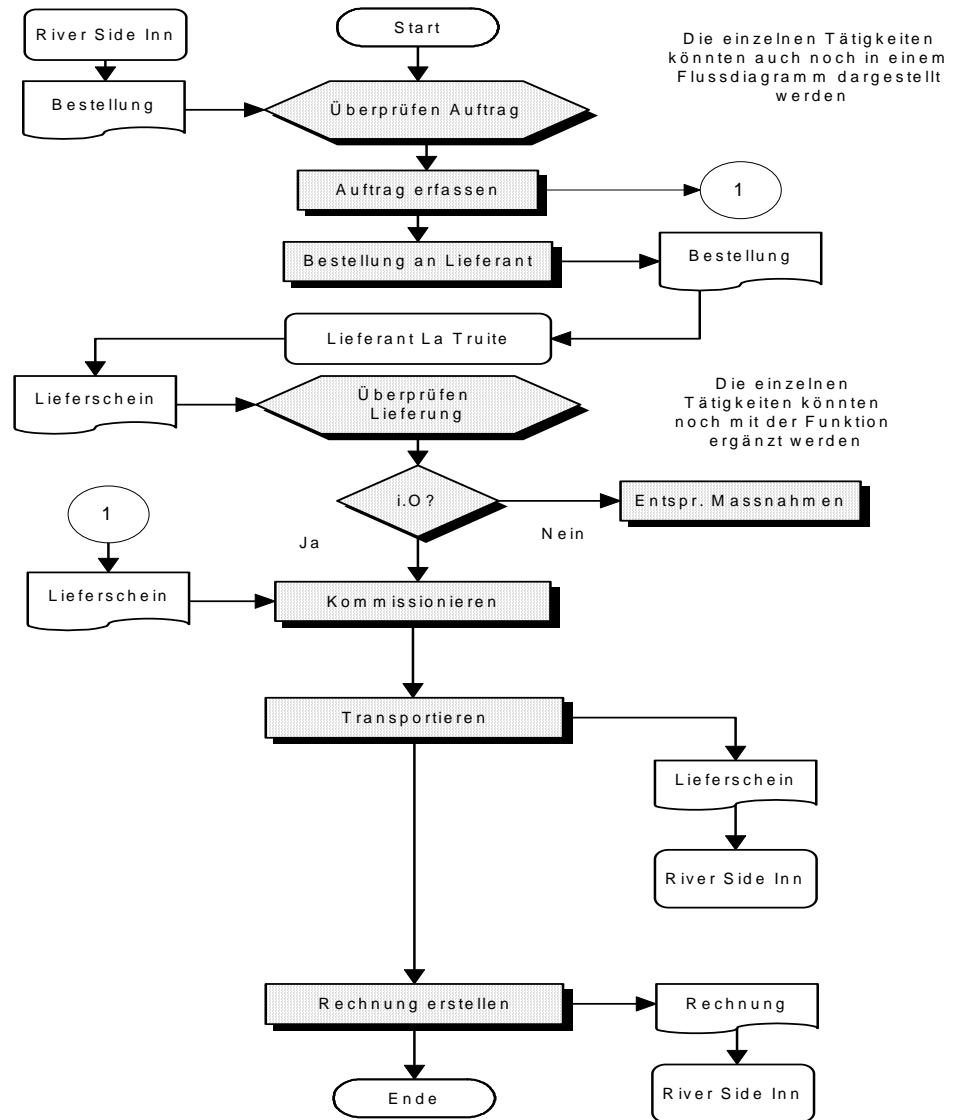 River Side Inn
Start
Die einzelnen Tätigkeiten
könnten auch noch in einem
Flussdiagramm dargestellt
werden
Bestellung
Überprüfen Auftrag
Auftrag erfassen
1
Bestellung an Lieferant
Bestellung
Lieferant La Truite
Lieferschein
Überprüfen
Lieferung
Die einzelnen
Tätigkeiten könnten
noch mit der Funktion
ergänzt werden
i.O?
Entspr. Massnahmen
1
Ja
Nein
Lieferschein
Kommissionieren
Transportieren
Lieferschein
River Side Inn
Rechnung erstellen
Rechnung
River Side Inn
Ende